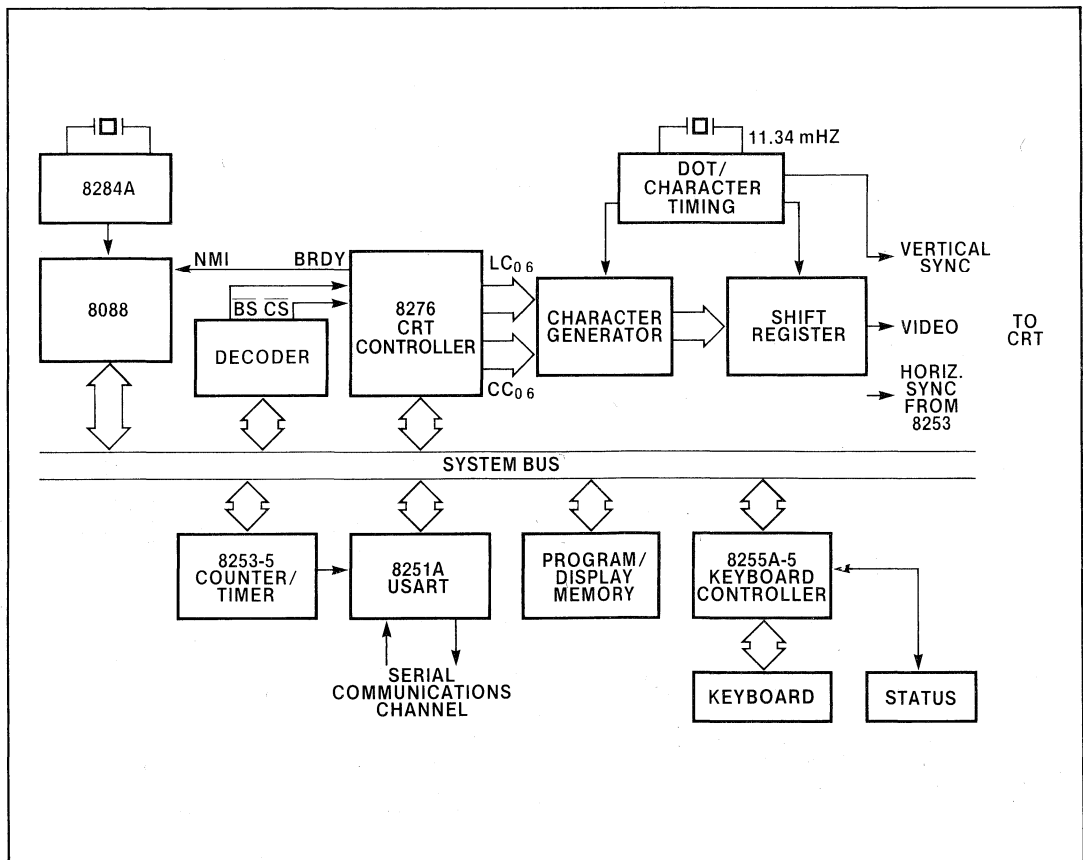 11.34 mHZ
8284A
DOT/
CHARACTER
TIMING
NMI
BRDY
LC₀ ₆
VERTICAL
SYNC
8088
BS CS
8276
CRT
CONTROLLER
CHARACTER
GENERATOR
SHIFT
REGISTER
VIDEO
TO
CRT
DECODER
CC₀ ₆
HORIZ.
SYNC
FROM
8253
SYSTEM BUS
8253-5
COUNTER/
TIMER
8251A
USART
PROGRAM/
DISPLAY
MEMORY
8255A-5
KEYBOARD
CONTROLLER
SERIAL
COMMUNICATIONS
CHANNEL
KEYBOARD
STATUS